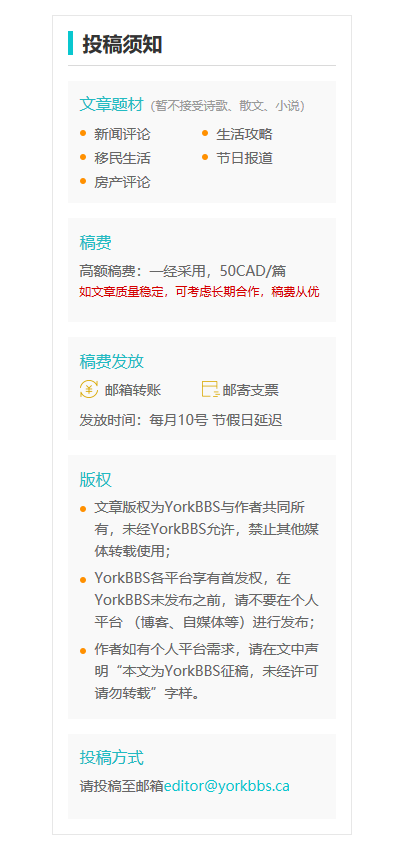 投稿须知
文章题材（暂不接受诗歌、散文、小说）
新闻评论 生活攻略
移民生活 节日报道
房产评论
稿费
高额稿费：一经采用，50CAD/篇
如文章质量稳定，可考虑长期合作，稿费从优
稿费发放
邮箱转账 邮寄支票
发放时间：每月10号 节假日延迟
版权
文章版权为YorkBBS与作者共同所
有，未经YorkBBS允许，禁止其他媒
体转载使用；
YorkBBS各平台享有首发权，在
YorkBBS未发布之前，请不要在个人
平台 （博客、自媒体等）进行发布；
作者如有个人平台需求，请在文中声
明“本文为YorkBBS征稿，未经许可
请勿转载”字样。
投稿方式
请投稿至邮箱editor@yorkbbs.ca